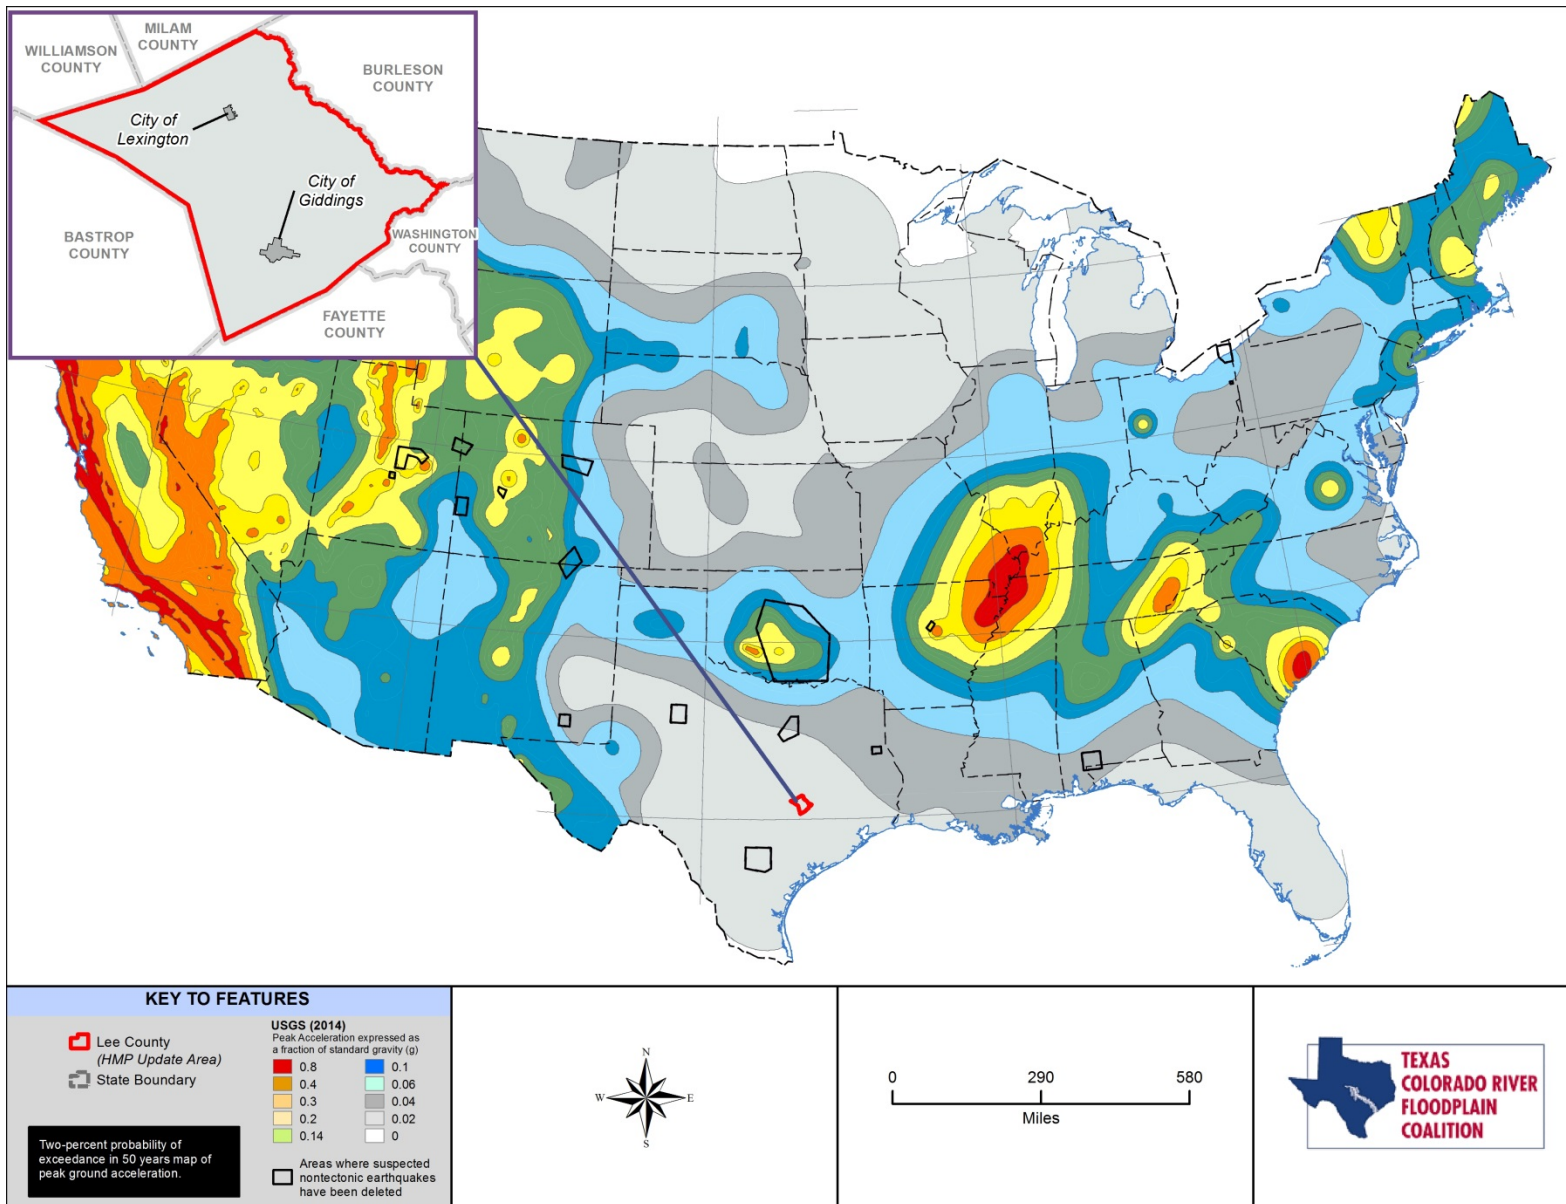 MILAM
COUNTY
WILLIAMSON
COUNTY
BURLESON
COUNTY
City of
Lexington
City of
Giddings
BASTROP
COUNTY
WASHINGTON
COUNTY
FAYETTE
COUNTY
KEY TO FEATURES
Lee County
(HMP Update Area)
State Boundary
Two-percent probability of
exceedance in 50 years map of
peak ground acceleration.
USGS (2014)
Peak Acceleration expressed as
a fraction of standard gravity (g)
0.8
0.4
0.3
0.2
0.14
0.1
0.06
0.04
0.02
0
Areas where suspected
nontectonic earthquakes
have been deleted
N
W E
S
0 290 580
Miles
TEXAS
COLORADO RIVER
FLOODPLAIN
COALITION